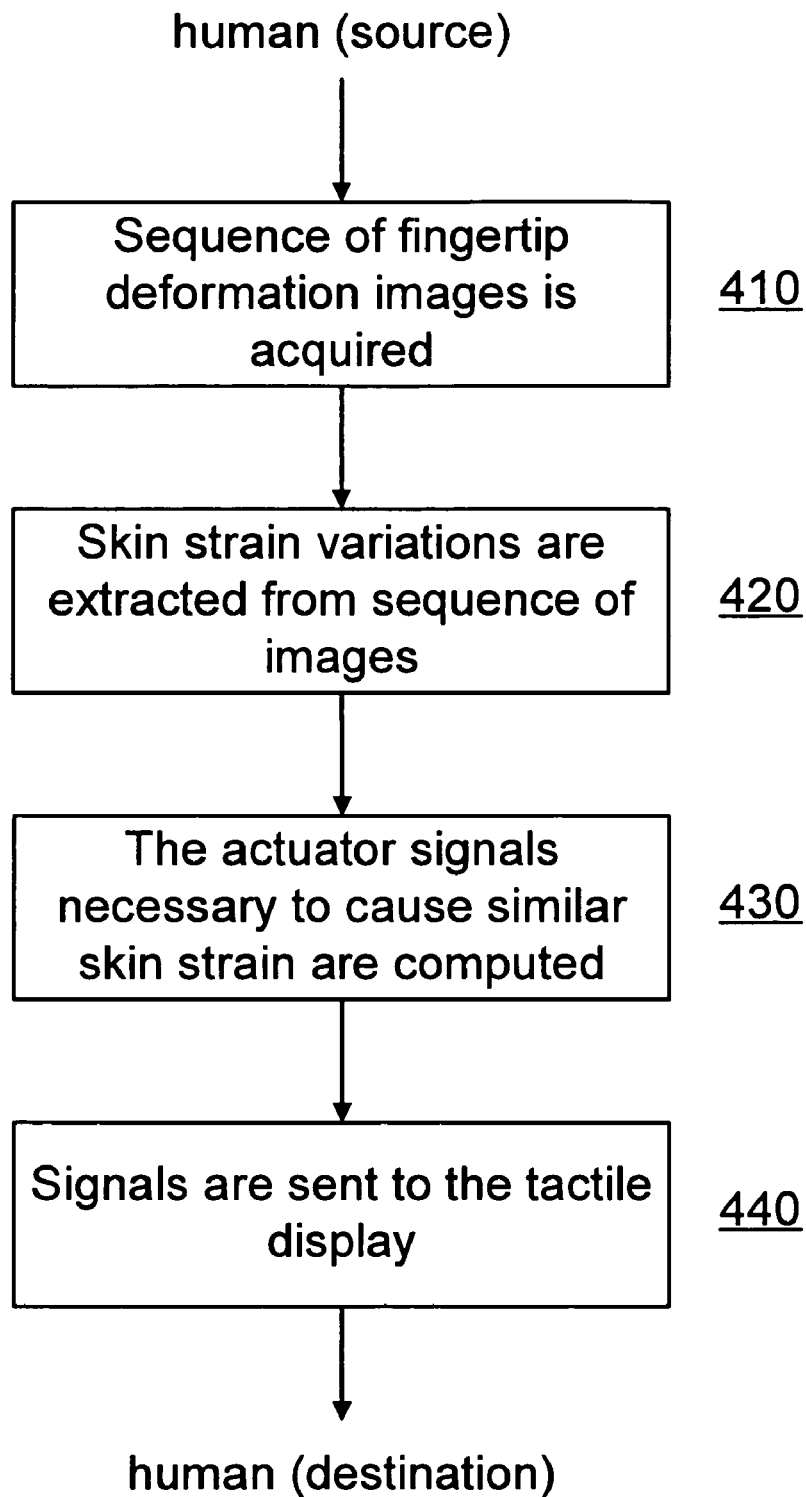 human (source)
Sequence of fingertip
deformation images is
acquired
410
Skin strain variations are
extracted from sequence of
images
420
The actuator signals
necessary to cause similar
skin strain are computed
430
Signals are sent to the tactile
display
440
human (destination)